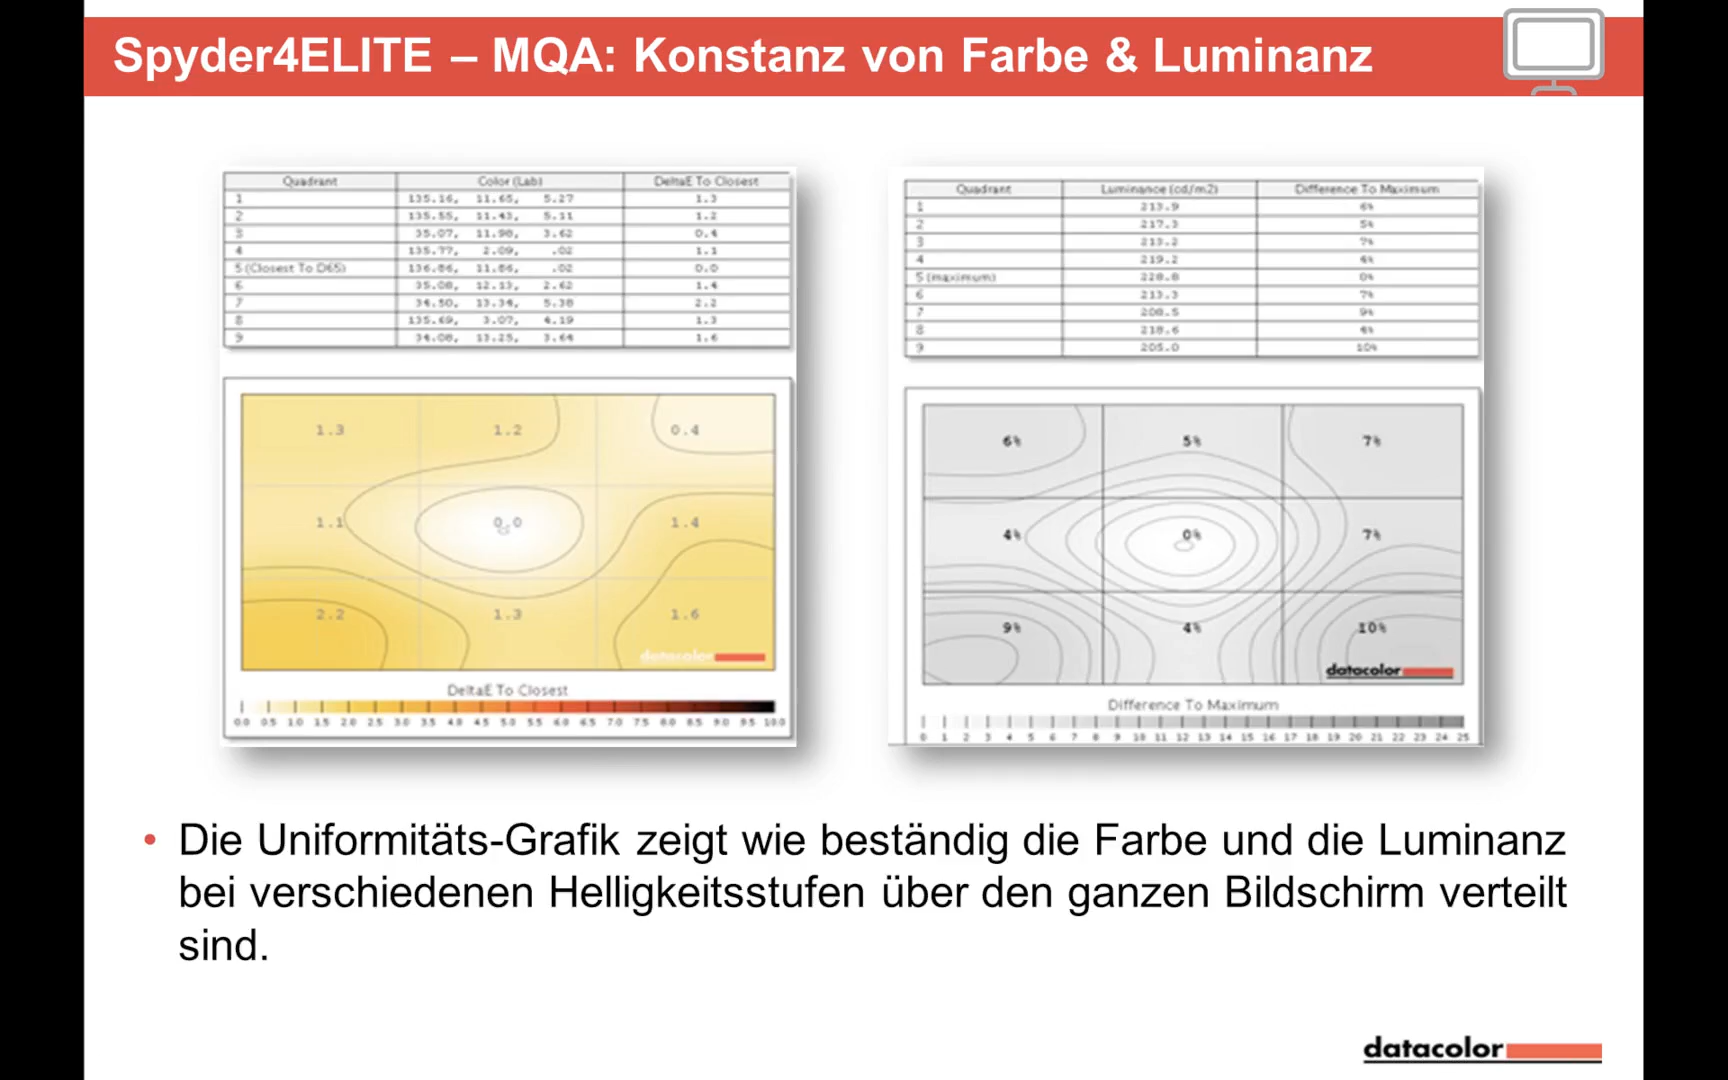 Spyder4ELITE – MQA: Konstanz von Farbe & Luminanz
Quadrant Color (Lab) DeltaE To Closest
1 135.16, 11.65, 5.27 1.3
2 135.55, 11.43, 5.11 1.2
3 35.07, 11.98, 3.62 0.4
4 135.77, 2.09, .02 1.1
5 (Closest To D65) 136.86, 11.86, .02 0.0
6 35.08, 12.13, 2.62 1.4
7 34.50, 13.34, 5.38 2.2
8 135.69, 3.07, 4.19 1.3
9 34.08, 13.25, 3.64 1.6
1.3 1.2 0.4
1.1 0.0 1.4
2.2 1.3 1.6
datacolor
DeltaE To Closest
0.0 0.5 1.0 1.5 2.0 2.5 3.0 3.5 4.0 4.5 5.0 5.5 6.0 6.5 7.0 7.5 8.0 8.5 9.0 9.5 10.0
Quadrant Luminance (cd/m2) Difference To Maximum
1 213.9 6%
2 217.3 5%
3 213.2 7%
4 219.2 4%
5 (maximum) 228.8 0%
6 213.3 7%
7 208.5 9%
8 218.6 4%
9 205.0 10%
6% 5% 7%
4% 0% 7%
9% 4% 10%
datacolor
Difference To Maximum
0 1 2 3 4 5 6 7 8 9 10 11 12 13 14 15 16 17 18 19 20 21 22 23 24 25
• Die Uniformitäts-Grafik zeigt wie beständig die Farbe und die Luminanz
bei verschiedenen Helligkeitsstufen über den ganzen Bildschirm verteilt
sind.
datacolor